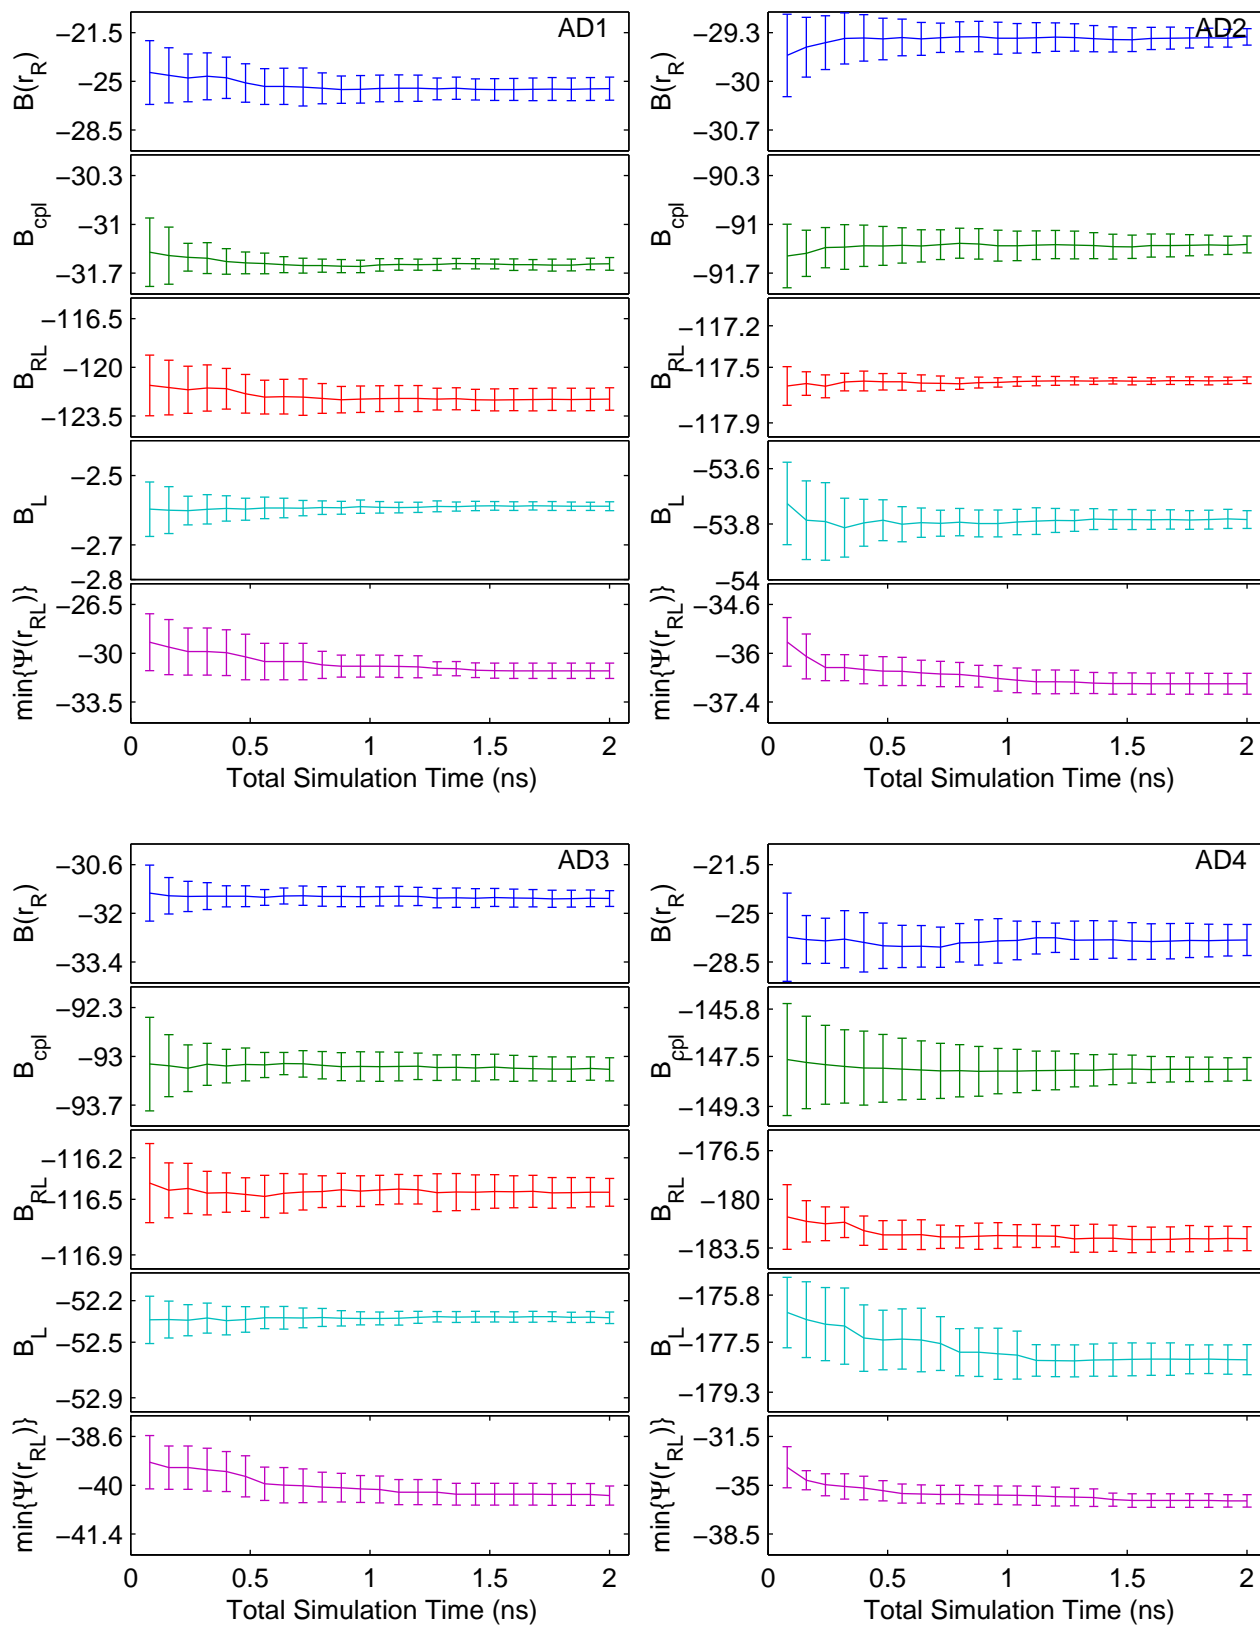 AD1
B(r_R)
−21.5
−25
−28.5
B_cpl
−30.3
−31
−31.7
B_RL
−116.5
−120
−123.5
B_L
−2.5
−2.7
−2.8
min{Ψ(r_RL)}
−26.5
−30
−33.5
0 0.5 1 1.5 2
Total Simulation Time (ns)
AD2
B(r_R)
−29.3
−30
−30.7
B_cpl
−90.3
−91
−91.7
B_RL
−117.2
−117.5
−117.9
B_L
−53.6
−53.8
−54
min{Ψ(r_RL)}
−34.6
−36
−37.4
0 0.5 1 1.5 2
Total Simulation Time (ns)
AD3
B(r_R)
−30.6
−32
−33.4
B_cpl
−92.3
−93
−93.7
B_RL
−116.2
−116.5
−116.9
B_L
−52.2
−52.5
−52.9
min{Ψ(r_RL)}
−38.6
−40
−41.4
0 0.5 1 1.5 2
Total Simulation Time (ns)
AD4
B(r_R)
−21.5
−25
−28.5
B_cpl
−145.8
−147.5
−149.3
B_RL
−176.5
−180
−183.5
B_L
−175.8
−177.5
−179.3
min{Ψ(r_RL)}
−31.5
−35
−38.5
0 0.5 1 1.5 2
Total Simulation Time (ns)